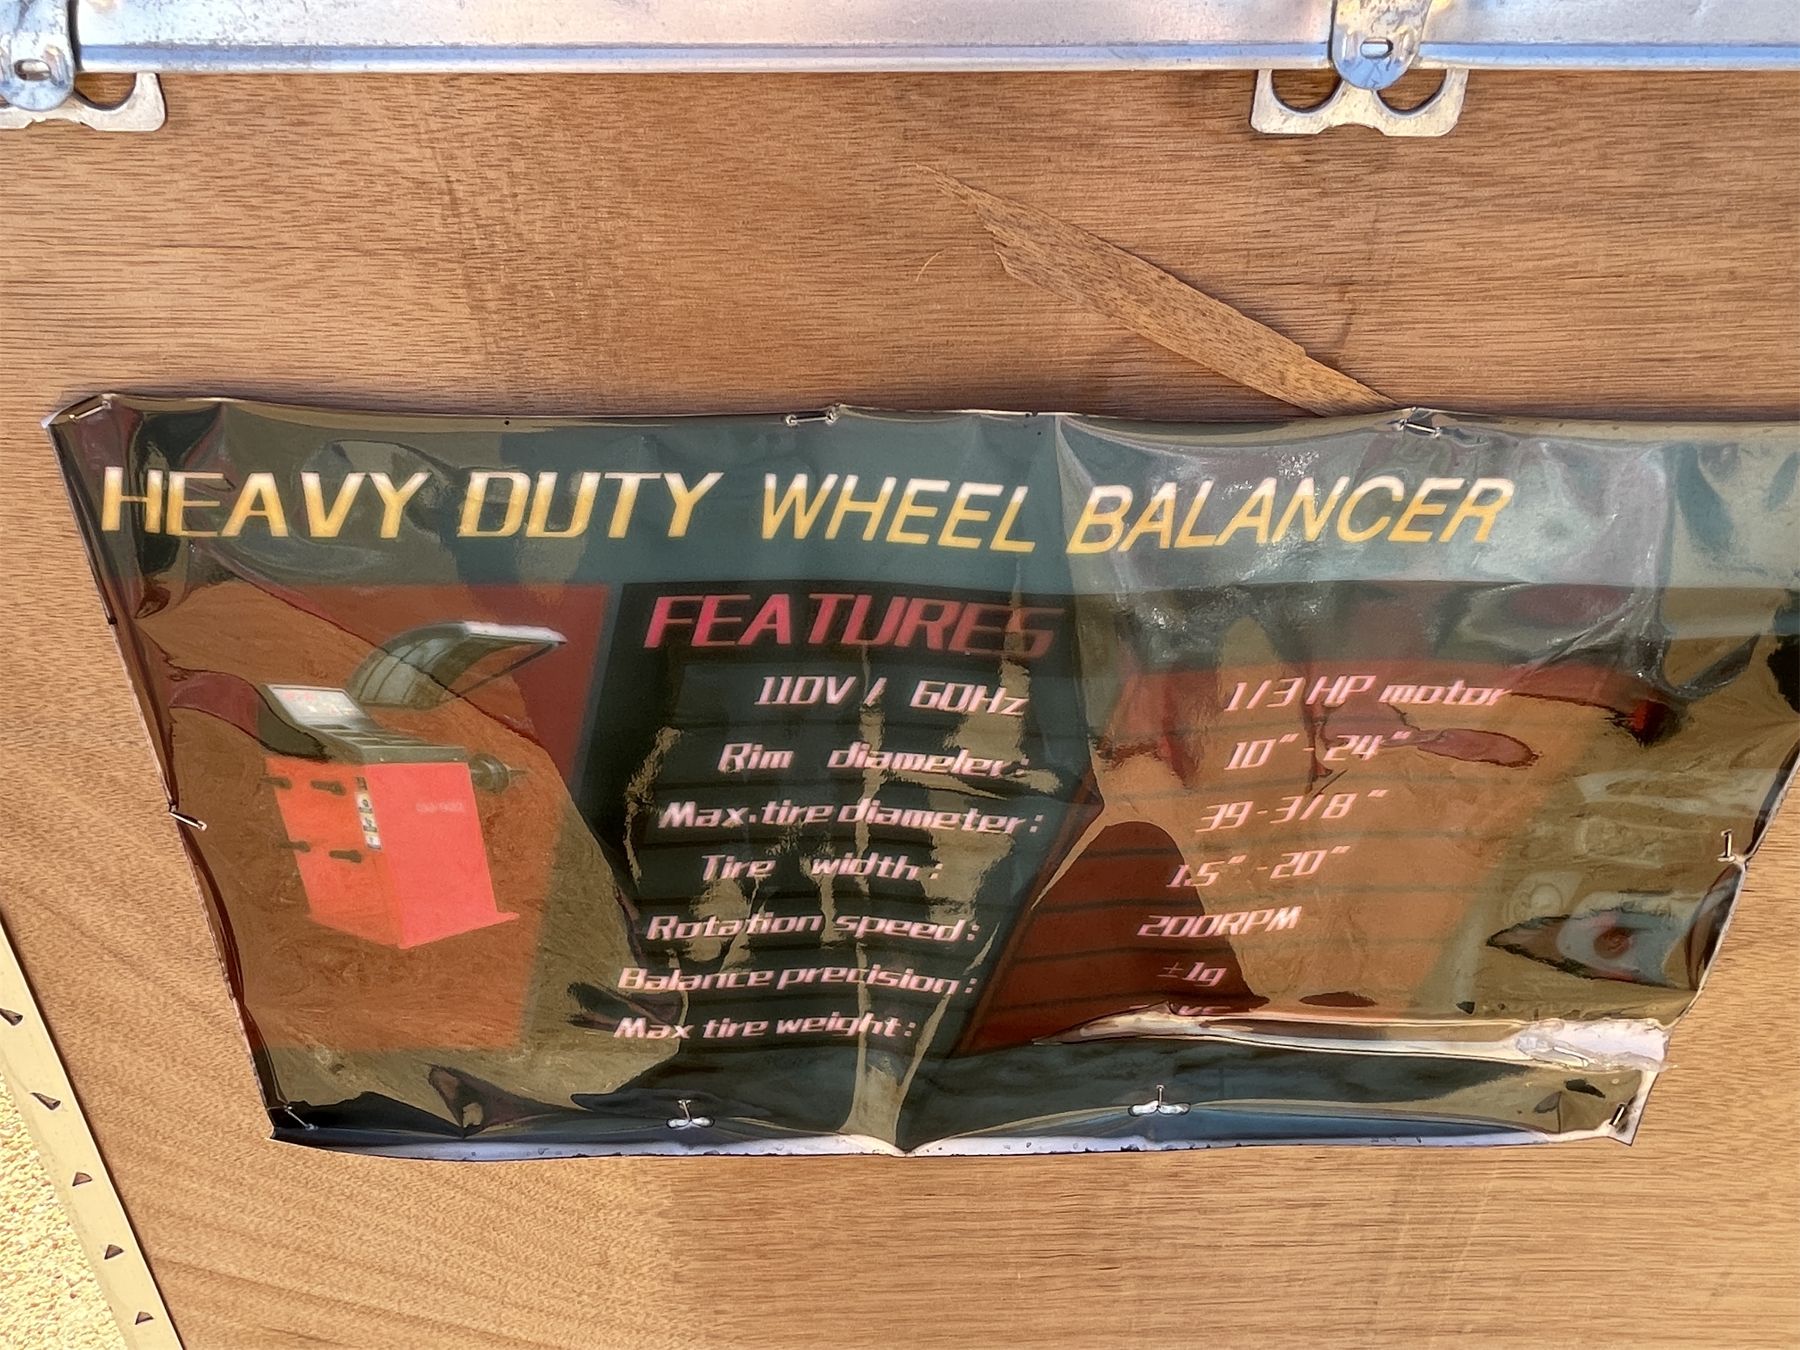 HEAVY DUTY WHEEL BALANCER
FEATURES
110V / 60Hz 1/3 HP motor
Rim diameter: 10" - 24"
Max.tire diameter: 39-3/8"
Tire width: 1.5" -20"
Rotation speed: 200RPM
Balance precision: ±1g
Max tire weight: